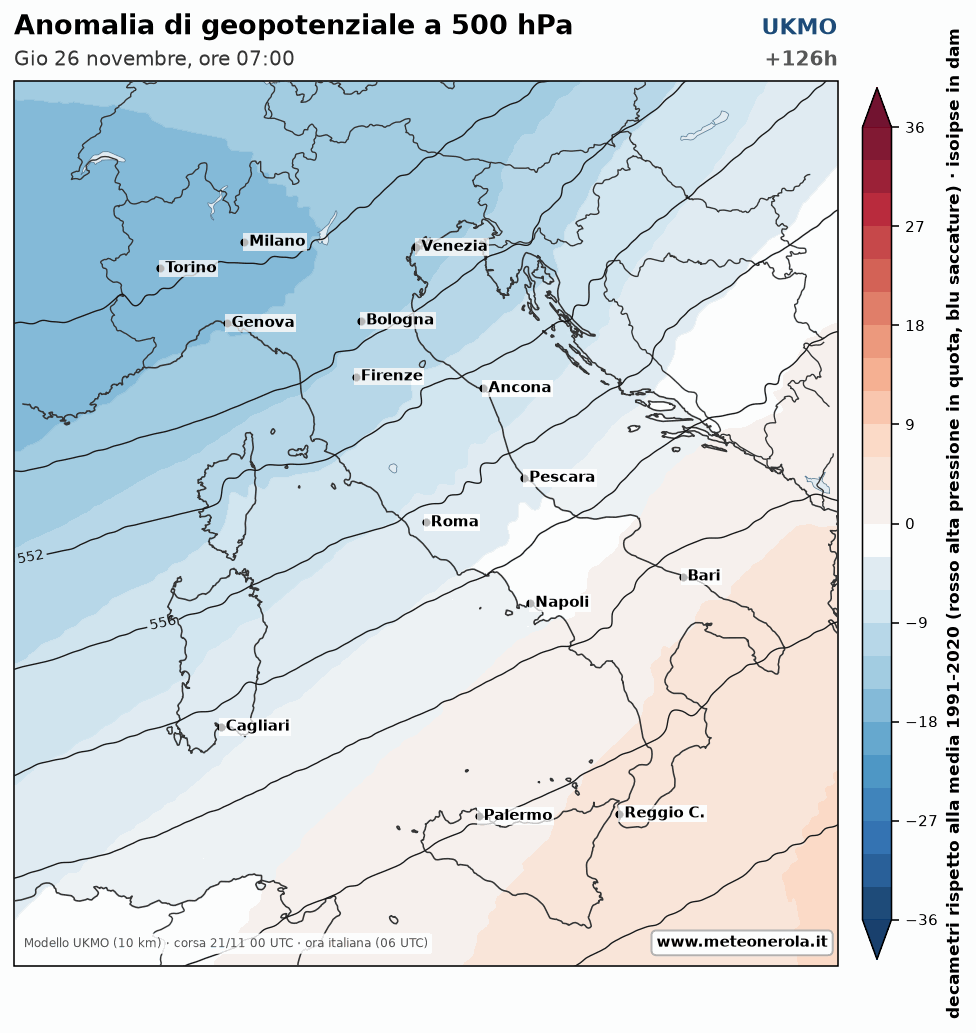 Anomalia di geopotenziale a 500 hPa
UKMO
Gio 26 novembre, ore 07:00
+126h
Milano
Venezia
Torino
Genova
Bologna
Firenze
Ancona
Pescara
Roma
552
Bari
Napoli
556
Cagliari
Palermo
Reggio C.
Modello UKMO (10 km) · corsa 21/11 00 UTC · ora italiana (06 UTC)
www.meteonerola.it
36
27
18
9
0
−9
−18
−27
−36
decametri rispetto alla media 1991-2020 (rosso alta pressione in quota, blu saccature) · isoipse in dam